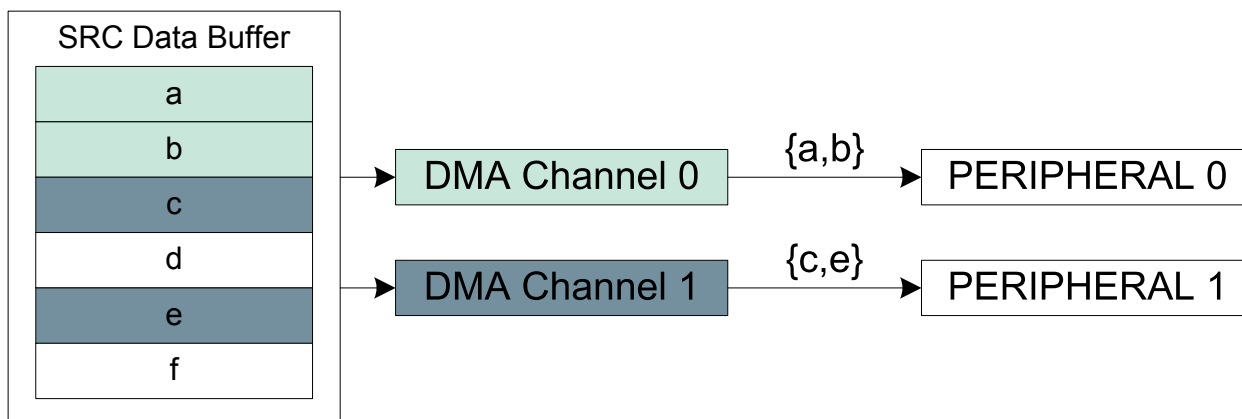 SRC Data Buffer
a
b
c
d
e
f
DMA Channel 0
{a,b}
PERIPHERAL 0
DMA Channel 1
{c,e}
PERIPHERAL 1